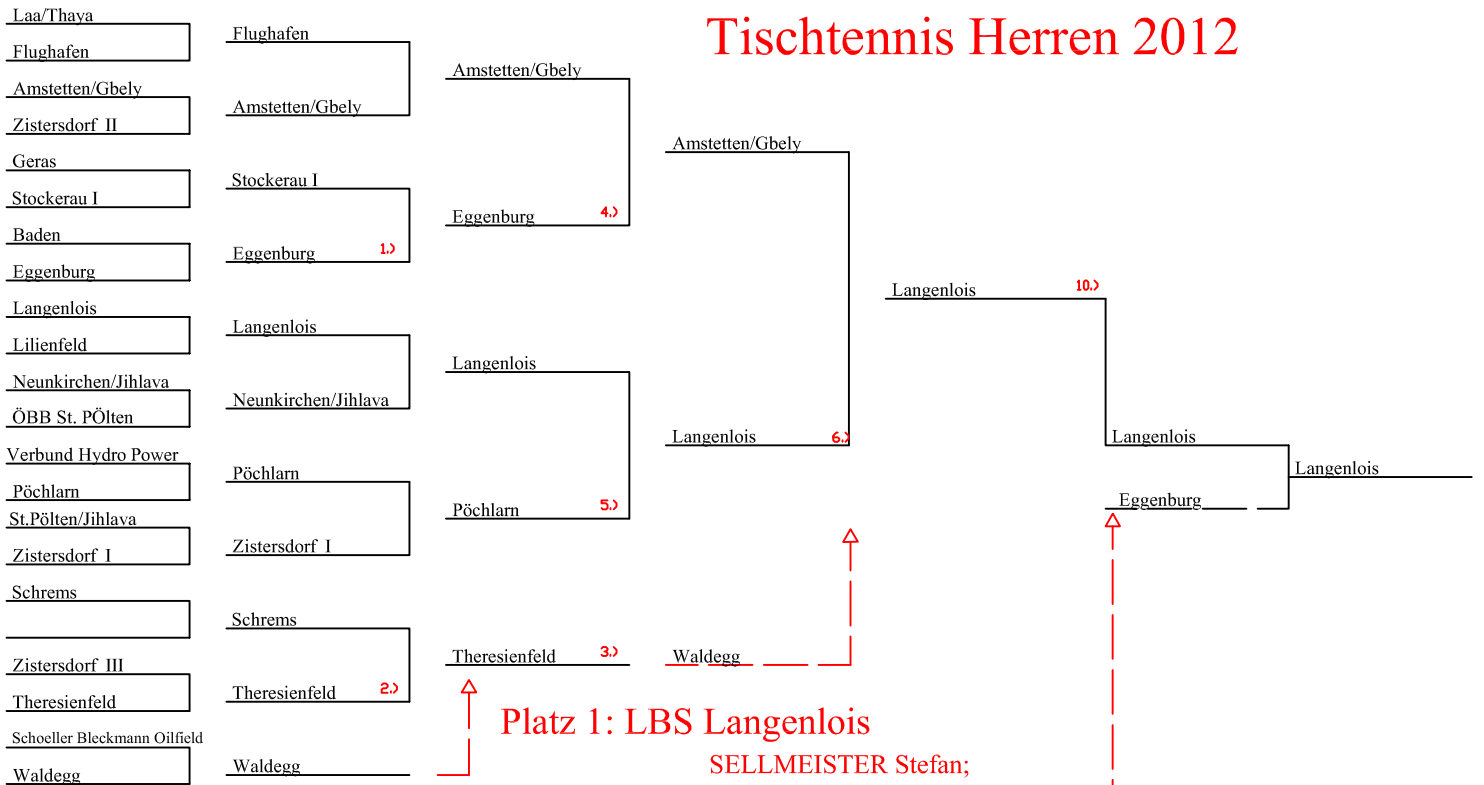 Tischtennis Herren 2012
Laa/Thaya
Flughafen
Amstetten/Gbely
Zistersdorf II
Geras
Stockerau I
Baden
Eggenburg
Langenlois
Lilienfeld
Neunkirchen/Jihlava
ÖBB St. PÖlten
Verbund Hydro Power
Pöchlarn
St.Pölten/Jihlava
Zistersdorf I
Schrems
Zistersdorf III
Theresienfeld
Schoeller Bleckmann Oilfield
Waldegg
Flughafen
Amstetten/Gbely
Stockerau I
Eggenburg 1.)
Langenlois
Neunkirchen/Jihlava
Pöchlarn
Zistersdorf I
Schrems
Theresienfeld 2.)
Waldegg
Amstetten/Gbely
Eggenburg 4.)
Langenlois
Pöchlarn 5.)
Theresienfeld 3.)
Amstetten/Gbely
Langenlois 6.)
Waldegg
Langenlois 10.)
Langenlois
Eggenburg
Langenlois
Platz 1: LBS Langenlois
SELLMEISTER Stefan;